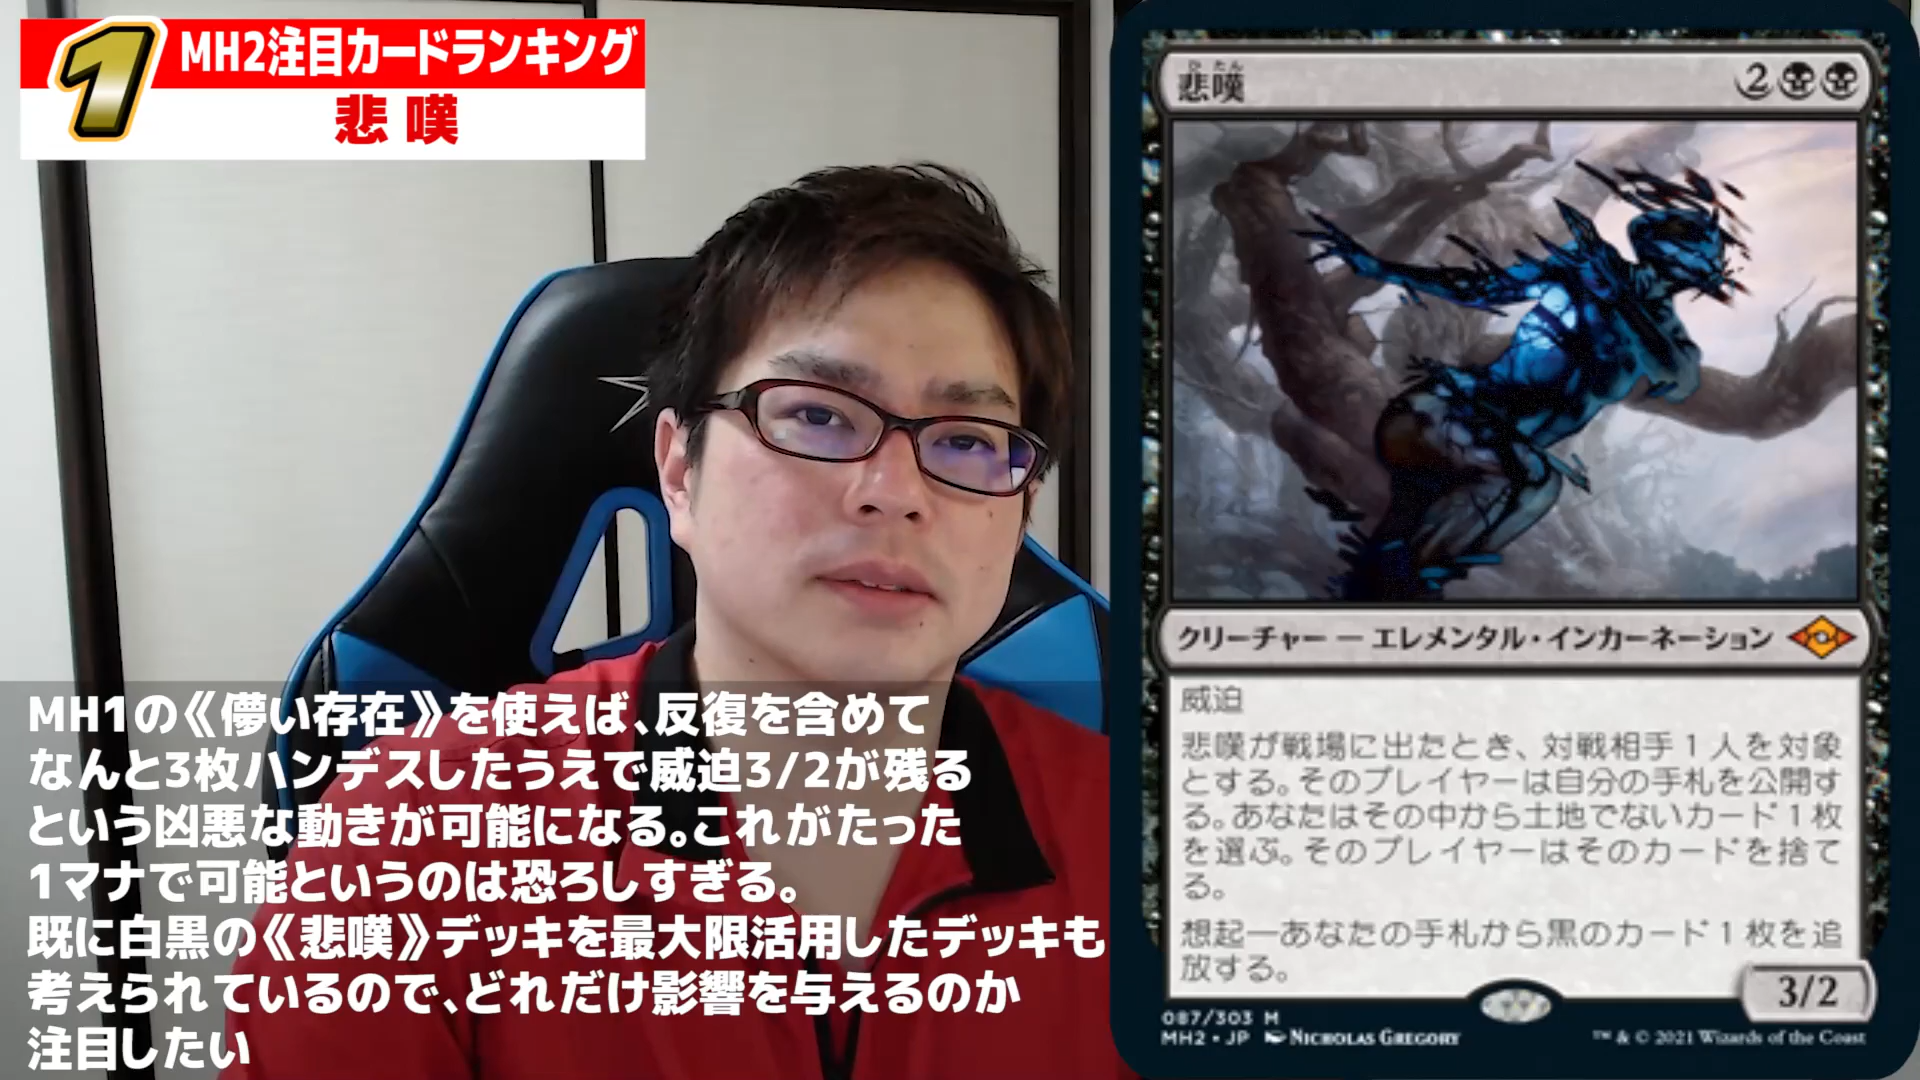 1
MH2注目カードランキング
悲嘆
MH1の《儚い存在》を使えば、反復を含めて
なんと3枚ハンデスしたうえで威迫3/2が残る
という凶悪な動きが可能になる。これがたった
1マナで可能というのは恐ろしすぎる。
既に白黒の《悲嘆》デッキを最大限活用したデッキも
考えられているので、どれだけ影響を与えるのか
注目したい
ひたん
悲嘆
2
クリーチャー — エレメンタル・インカーネーション
威迫
悲嘆が戦場に出たとき、対戦相手1人を対象
とする。そのプレイヤーは自分の手札を公開す
る。あなたはその中から土地でないカード1枚
を選ぶ。そのプレイヤーはそのカードを捨て
る。
想起―あなたの手札から黒のカード1枚を追
放する。
3/2
087/303 M
MH2・JP NICHOLAS GREGORY
™ & © 2021 Wizards of the Coast